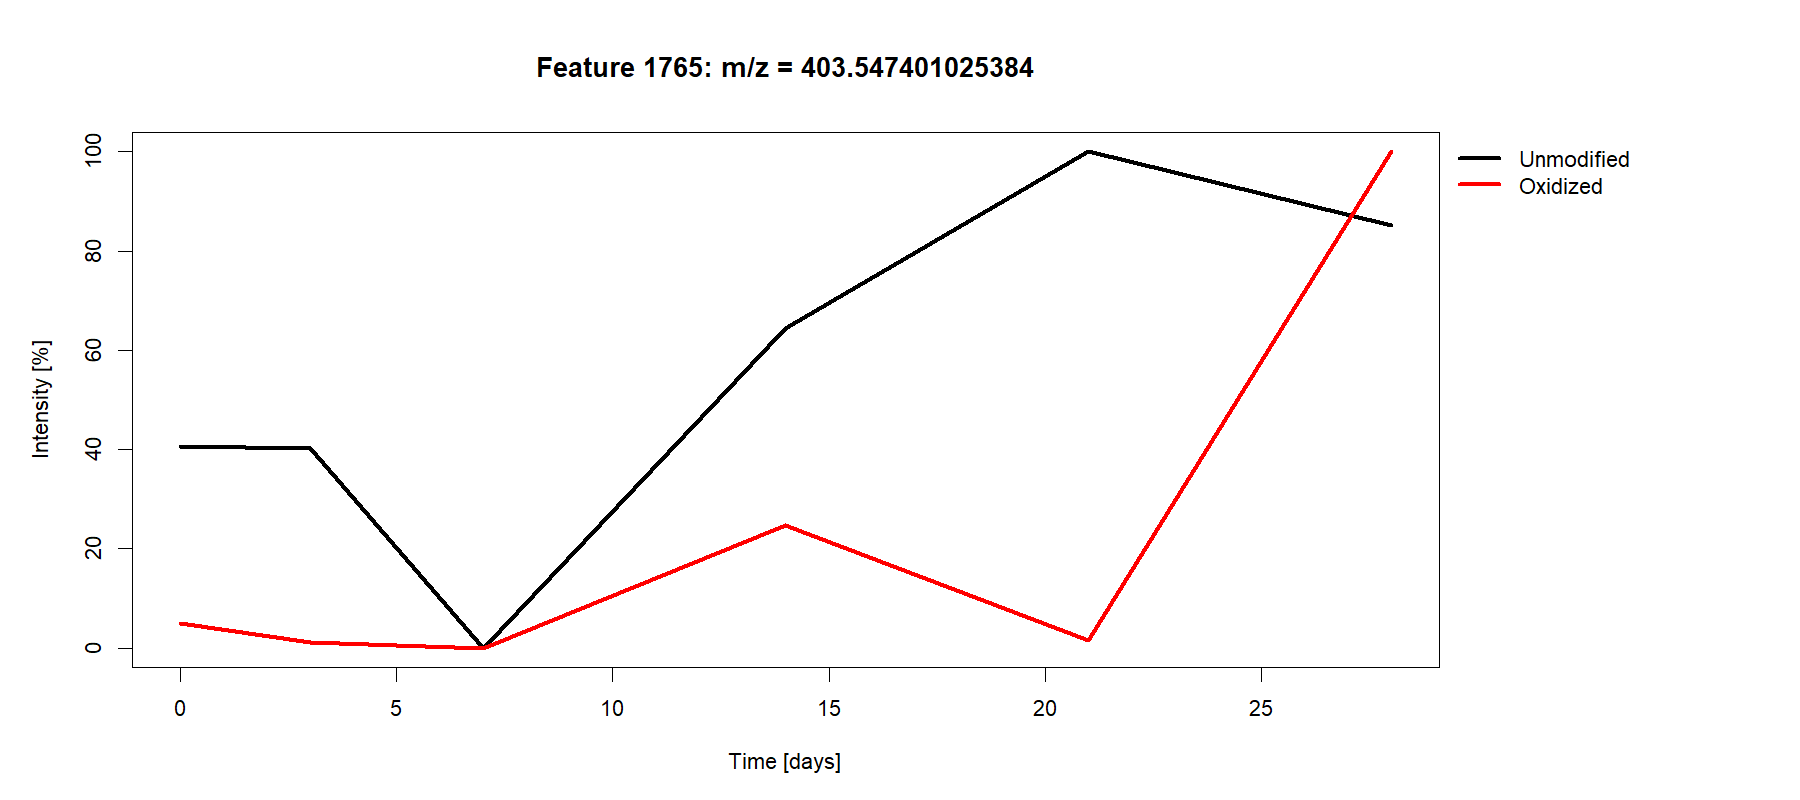 Feature 1765: m/z = 403.547401025384
Unmodified
Oxidized
Intensity [%]
100
80
60
40
20
0
0 5 10 15 20 25
Time [days]